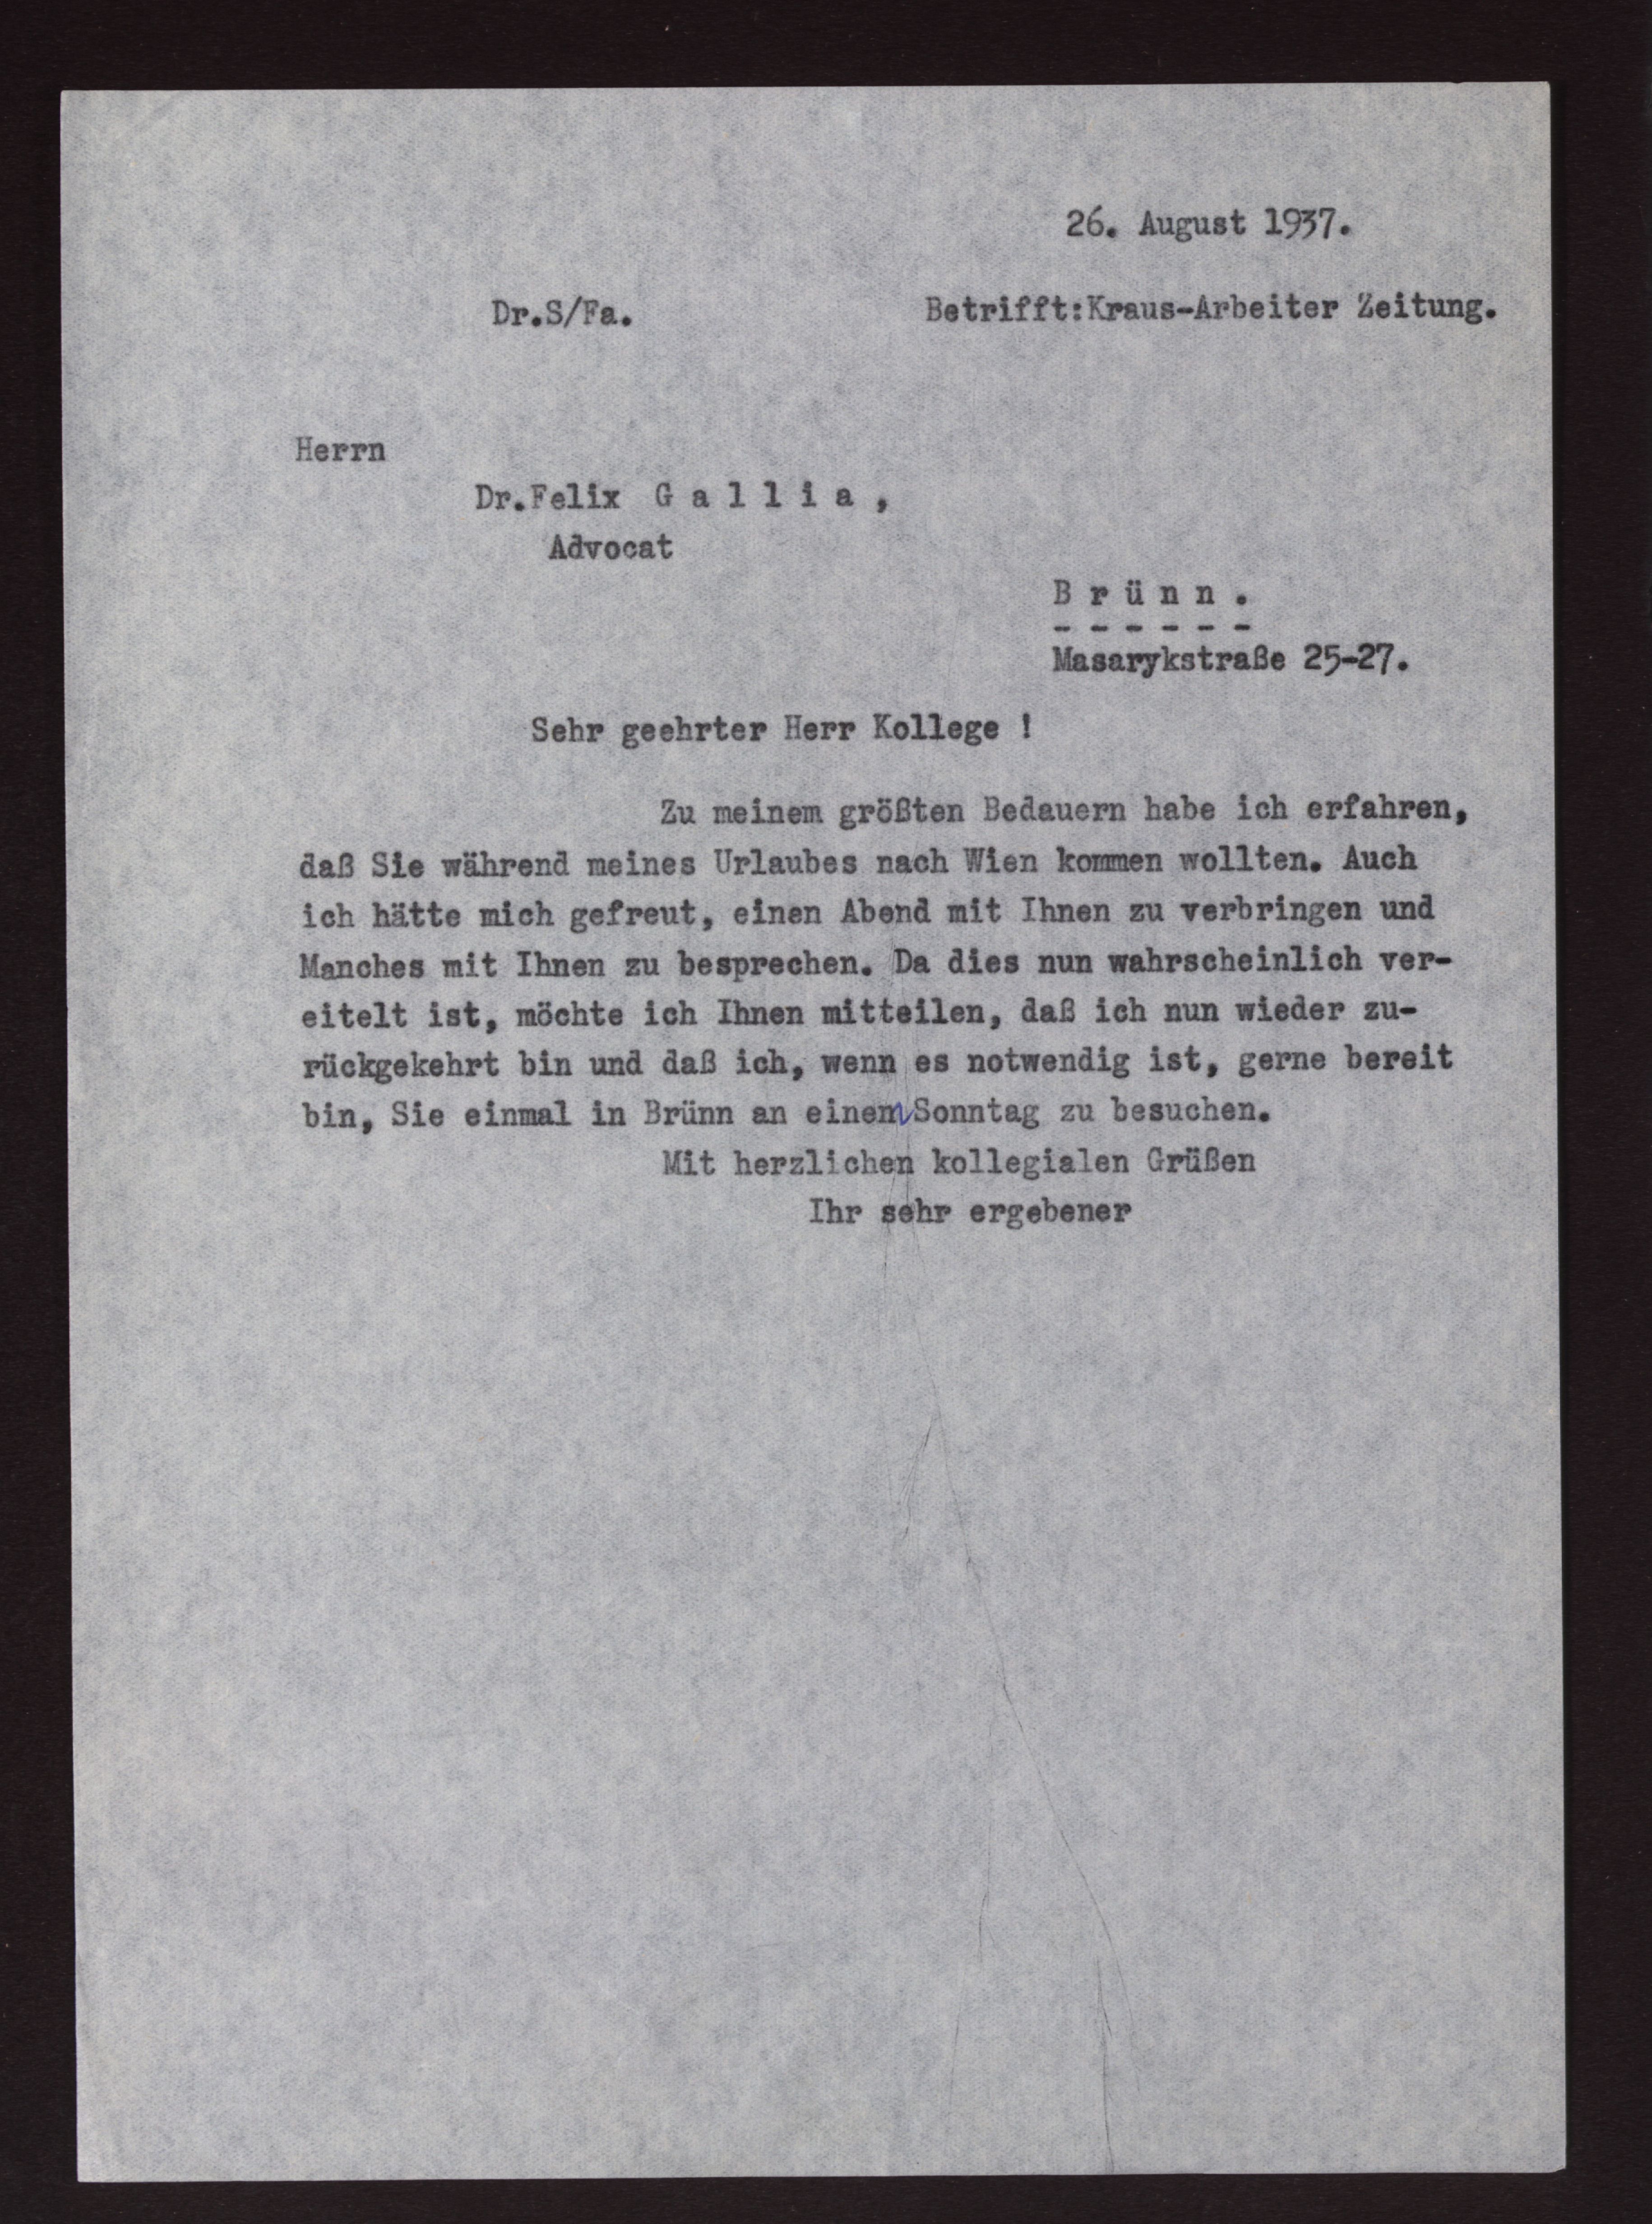 26. August 1937.
Dr.S/Fa.
Betrifft:Kraus-Arbeiter Zeitung.
Herrn
Dr.Felix G a l l i a ,
Advocat
B r ü n n .
- - - - - -
Masarykstraße 25-27.
Sehr geehrter Herr Kollege !
Zu meinem größten Bedauern habe ich erfahren,
daß Sie während meines Urlaubes nach Wien kommen wollten. Auch
ich hätte mich gefreut, einen Abend mit Ihnen zu verbringen und
Manches mit Ihnen zu besprechen. Da dies nun wahrscheinlich ver-
eitelt ist, möchte ich Ihnen mitteilen, daß ich nun wieder zu-
rückgekehrt bin und daß ich, wenn es notwendig ist, gerne bereit
bin, Sie einmal in Brünn an einem Sonntag zu besuchen.
Mit herzlichen kollegialen Grüßen
Ihr sehr ergebener